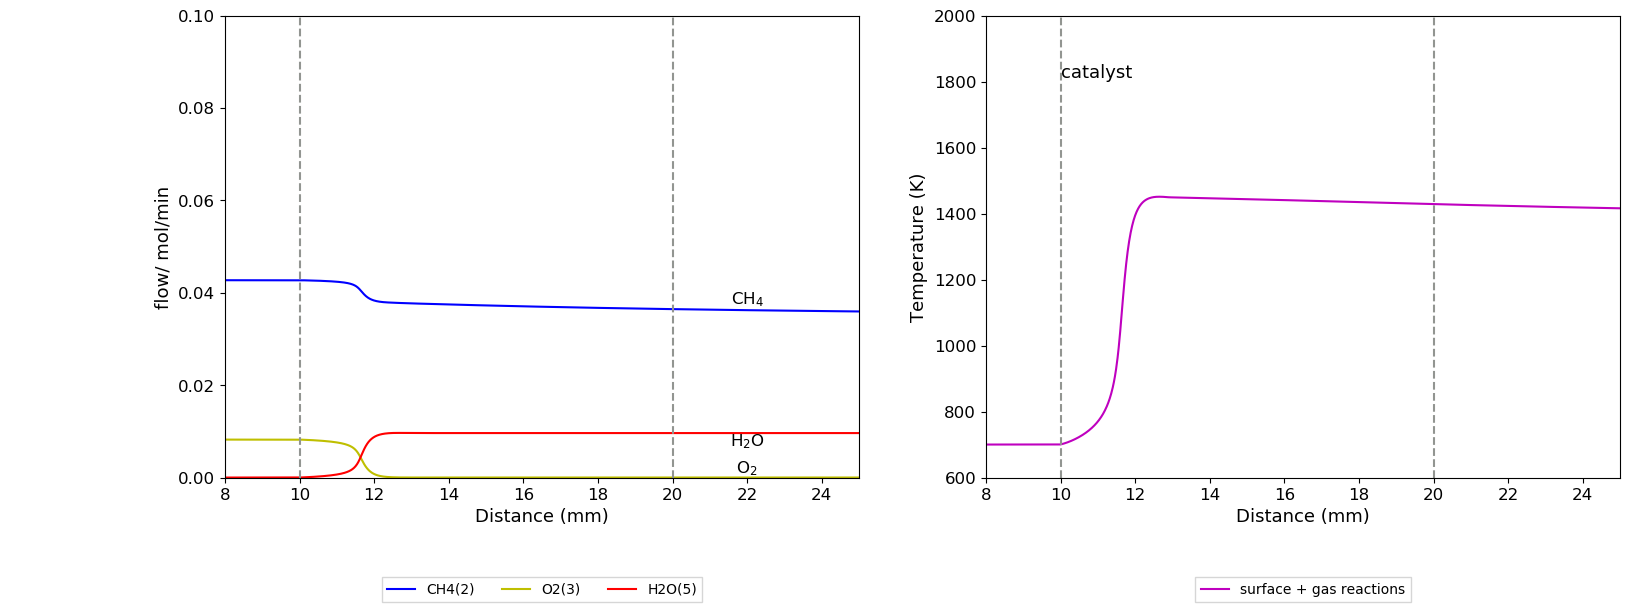 0.10
0.08
0.06
0.04
0.02
0.00
flow/ mol/min
CH₄
H₂O
O₂
8 10 12 14 16 18 20 22 24
Distance (mm)
CH4(2) O2(3) H2O(5)
2000
1800
1600
1400
1200
1000
800
600
Temperature (K)
catalyst
8 10 12 14 16 18 20 22 24
Distance (mm)
surface + gas reactions